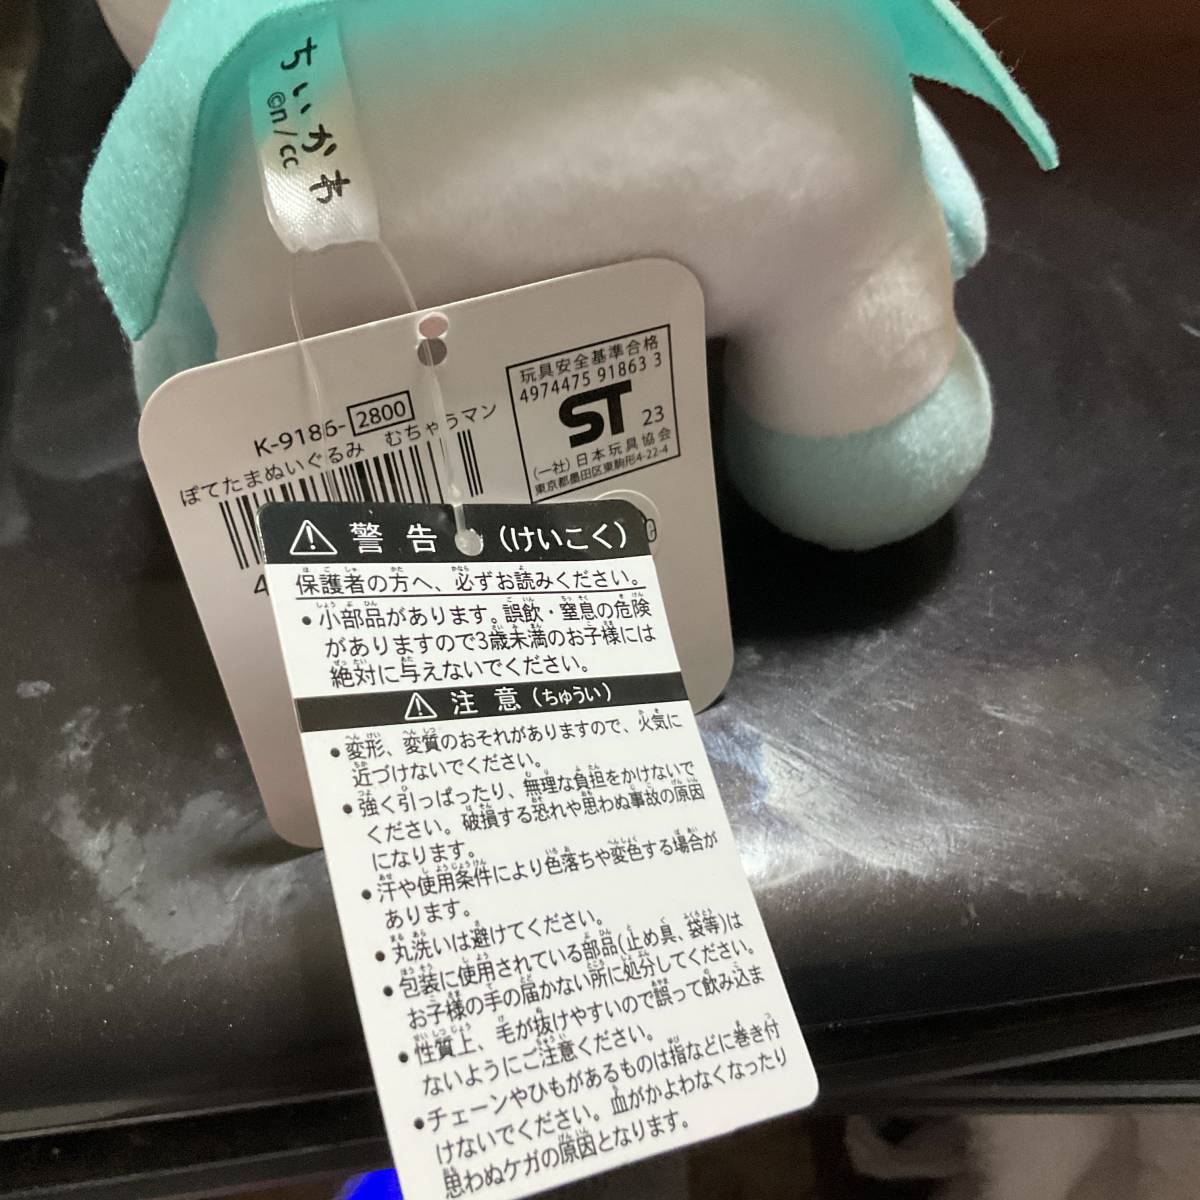 ちいかわ
©n/cc
玩具安全基準合格
4974475 91863 3
ST 23
(一社)日本玩具協会
東京都墨田区東駒形4-22-4
K-9186-2800
ぽてたまぬいぐるみ むちゃうマン
4
警告(けいこく)
保護者の方へ、必ずお読みください。
・小部品があります。誤飲・窒息の危険
がありますので3歳未満のお子様には
絶対に与えないでください。
注意(ちゅうい)
・変形、変質のおそれがありますので、火気に
近づけないでください。
・強く引っぱったり、無理な負担をかけないで
ください。破損する恐れや思わぬ事故の原因
になります。
・汗や使用条件により色落ちや変色する場合が
あります。
・丸洗いは避けてください。
・包装に使用されている部品(止め具、袋等)は
お子様の手の届かない所に処分してください。
・性質上、毛が抜けやすいので誤って飲み込ま
ないようにご注意ください。
・チェーンやひもがあるものは指などに巻き付
けないでください。血がかよわなくなったり
思わぬケガの原因となります。